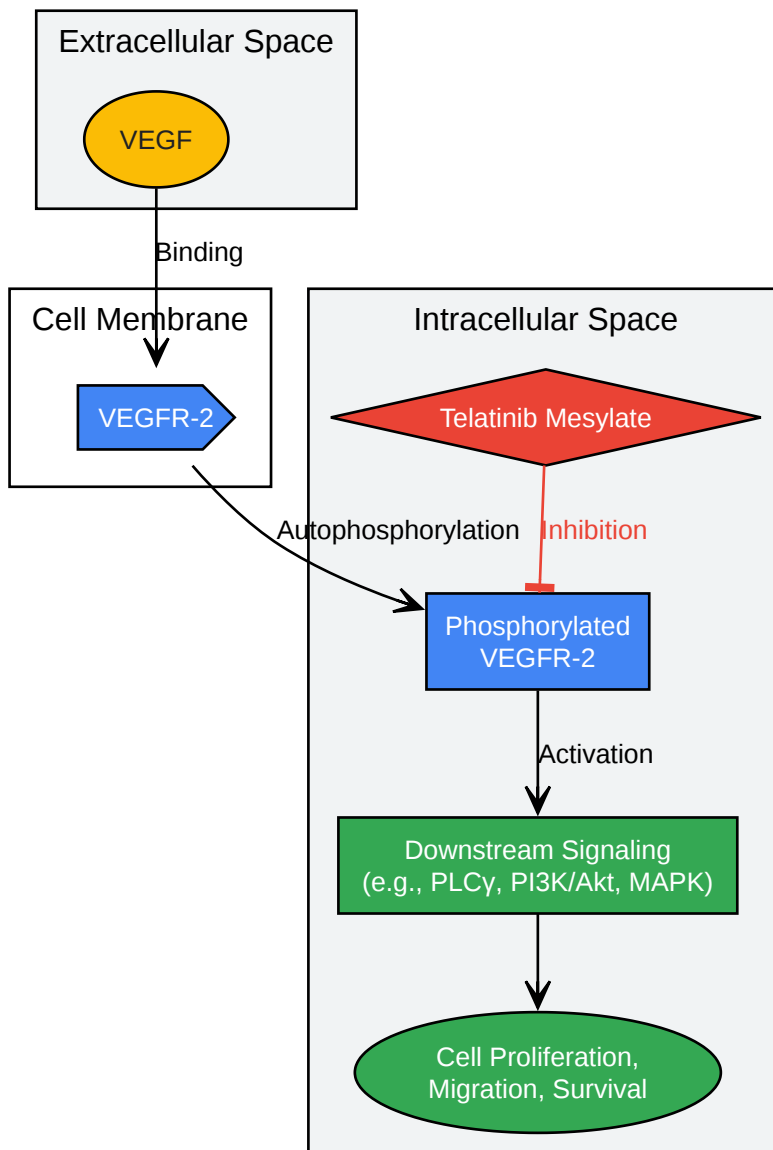 Extracellular Space
VEGF
Binding
Cell Membrane
VEGFR-2
Intracellular Space
Telatinib Mesylate
Autophosphorylation
Inhibition
Phosphorylated
VEGFR-2
Activation
Downstream Signaling
(e.g., PLCγ, PI3K/Akt, MAPK)
Cell Proliferation,
Migration, Survival